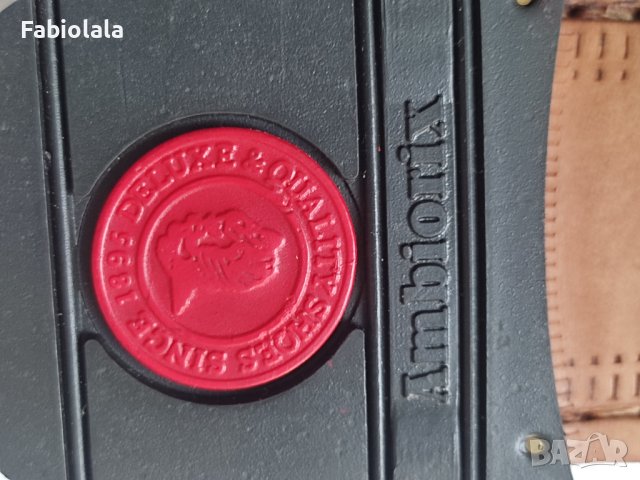 Fabiolala
DELUXE & QUALITY SHOES SINCE 1895
Ambiorix
BAZAR